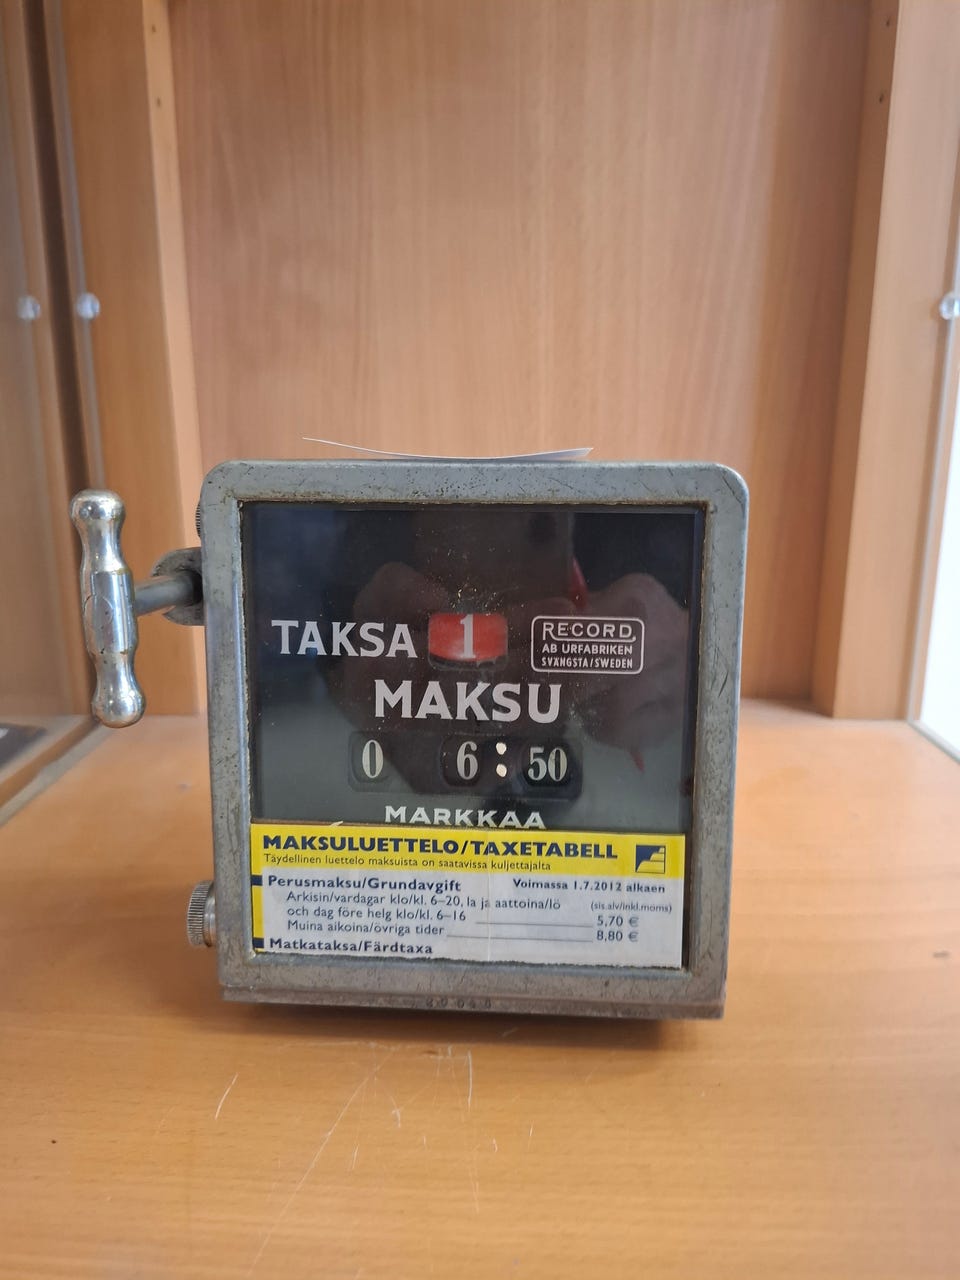 TAKSA 1
RECORD
AB URFABRIKEN
SVÄNGSTA/SWEDEN
MAKSU
0 6:50
MARKKAA
MAKSULUETTELO/TAXETABELL
Täydellinen luettelo maksuista on saatavissa kuljettajalta
Perusmaksu/Grundavgift Voimassa 1.7.2012 alkaen
Arkisin/vardagar klo/kl. 6–20, la ja aattoina/lö (sis.alv/inkl.moms)
och dag före helg klo/kl. 6–16 5,70 €
Muina aikoina/övriga tider 8,80 €
Matkataksa/Färdtaxa